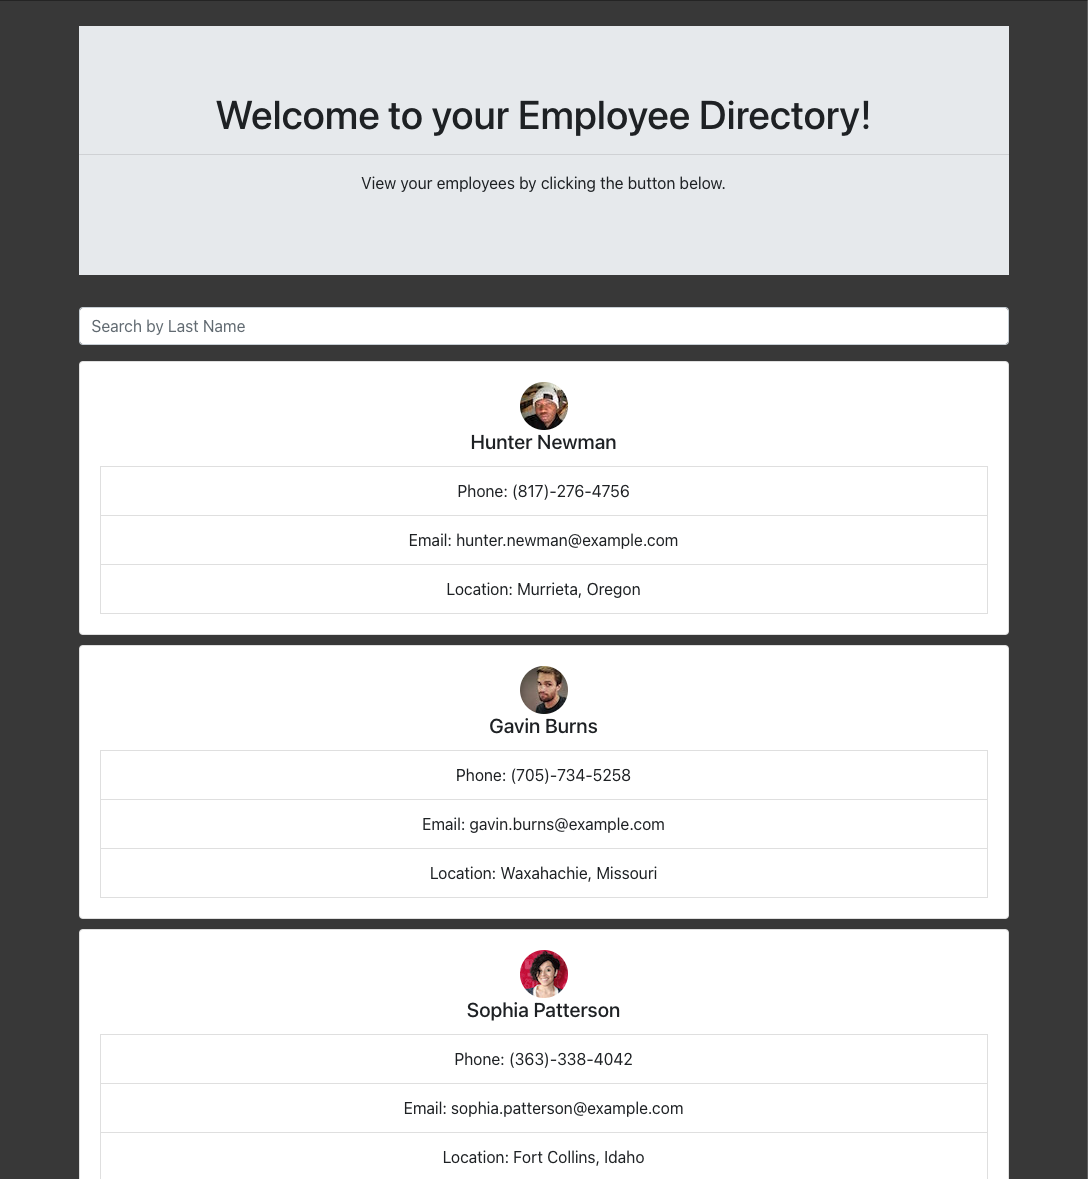 Welcome to your Employee Directory!
View your employees by clicking the button below.
Search by Last Name
Hunter Newman
Phone: (817)-276-4756
Email: hunter.newman@example.com
Location: Murrieta, Oregon
Gavin Burns
Phone: (705)-734-5258
Email: gavin.burns@example.com
Location: Waxahachie, Missouri
Sophia Patterson
Phone: (363)-338-4042
Email: sophia.patterson@example.com
Location: Fort Collins, Idaho